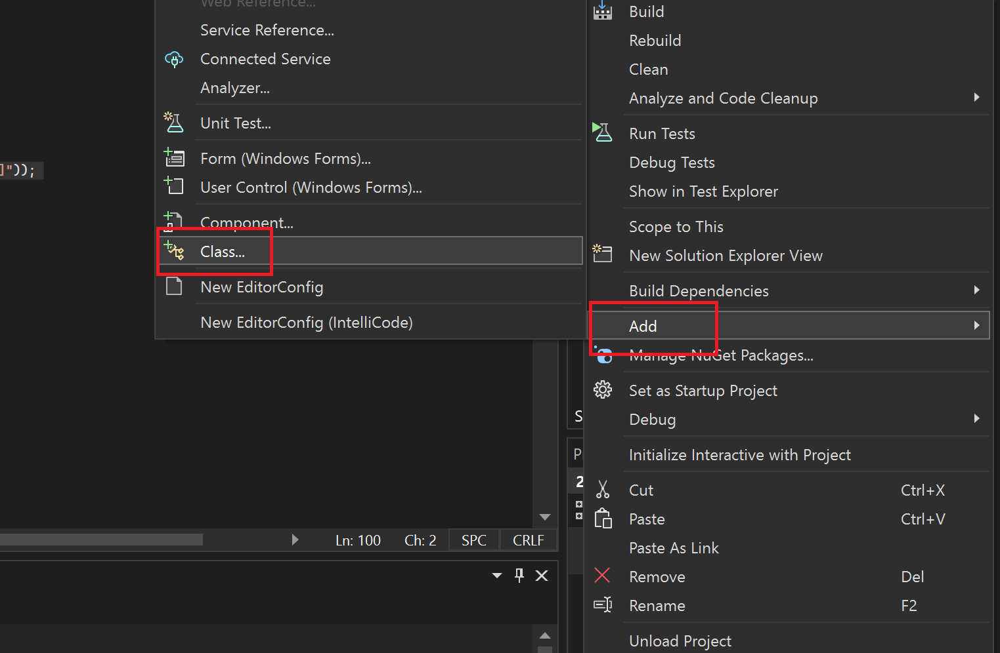 Web Reference...
Service Reference...
Connected Service
Analyzer...
Unit Test...
Form (Windows Forms)...
User Control (Windows Forms)...
Component...
Class...
New EditorConfig
New EditorConfig (IntelliCode)
Build
Rebuild
Clean
Analyze and Code Cleanup
Run Tests
Debug Tests
Show in Test Explorer
Scope to This
New Solution Explorer View
Build Dependencies
Add
Manage NuGet Packages...
Set as Startup Project
Debug
Initialize Interactive with Project
Cut Ctrl+X
Paste Ctrl+V
Paste As Link
Remove Del
Rename F2
Unload Project
]"));
S
P
2
Ln: 100 Ch: 2 SPC CRLF